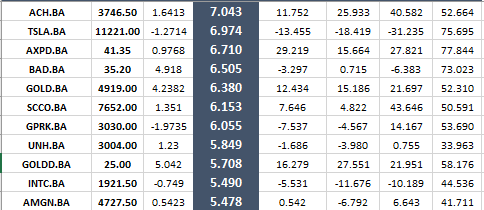 ACH.BA 3746.50 1.6413 7.043 11.752 25.933 40.582 52.664
TSLA.BA 11221.00 -1.2714 6.974 -13.455 -18.419 -31.235 75.695
AXPD.BA 41.35 0.9768 6.710 29.219 15.664 27.821 77.844
BAD.BA 35.20 4.918 6.505 -3.297 0.715 -6.383 73.023
GOLD.BA 4919.00 4.2382 6.380 12.434 15.186 21.697 52.310
SCCO.BA 7652.00 1.351 6.153 7.646 4.822 43.646 50.591
GPRK.BA 3030.00 -1.9735 6.055 -7.537 -4.567 14.167 53.690
UNH.BA 3004.00 1.23 5.849 -1.686 -3.980 0.755 33.963
GOLDD.BA 25.00 5.042 5.708 16.279 27.551 21.951 58.176
INTC.BA 1921.50 -0.749 5.490 -5.531 -11.676 -10.189 44.536
AMGN.BA 4727.50 0.5423 5.478 0.542 -6.792 6.643 41.711